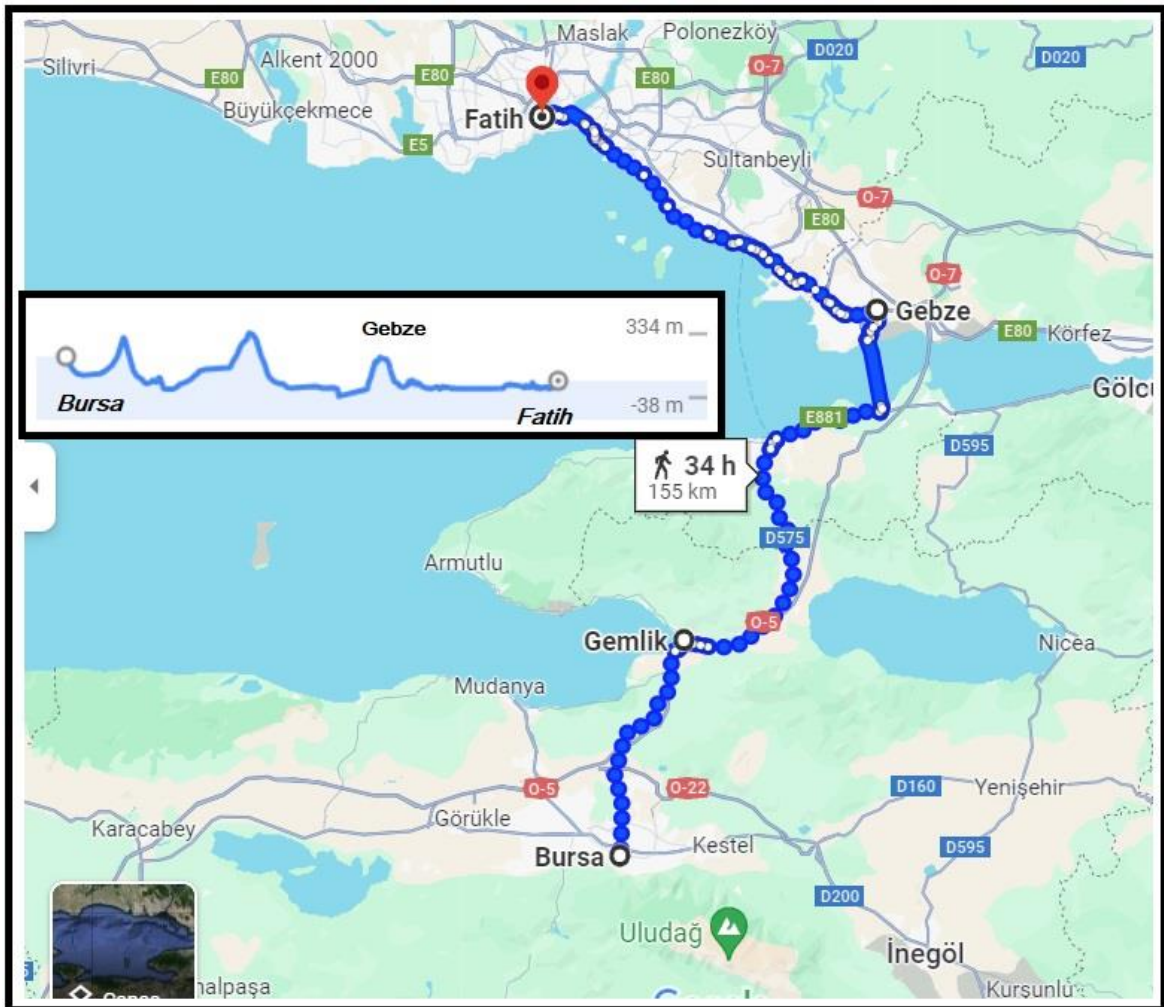 Maslak
Polonezköy
D020
Alkent 2000
O-7
D020
Silivri
E80
E80
E80
Büyükçekmece
Fatih
E5
Sultanbeyli
O-7
E80
O-7
Gebze
E80
Körfez
Gebze
334 m
Bursa
-38 m
Fatih
E881
D595
34 h
155 km
D575
Armutlu
O-5
Gemlik
Nicea
Mudanya
O-5
O-22
D160
Yenişehir
Görükle
Karacabey
Bursa
Kestel
D595
D200
Uludağ
İnegöl
nalpaşa
Kurşunlu